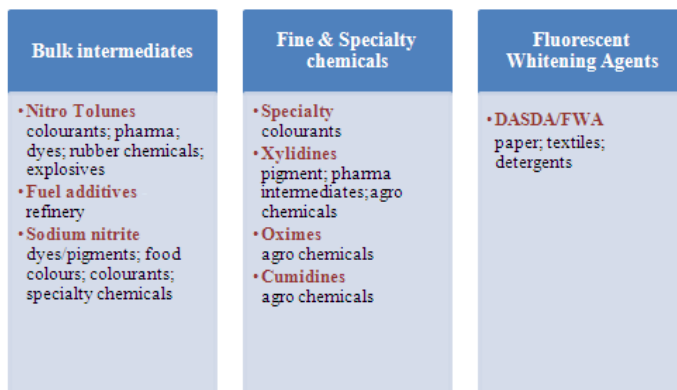 Bulk intermediates
• Nitro Tolunes
colourants; pharma;
dyes; rubber chemicals;
explosives
• Fuel additives
refinery
• Sodium nitrite
dyes/pigments; food
colours; colourants;
specialty chemicals
Fine & Specialty
chemicals
• Specialty
colourants
• Xylidines
pigment; pharma
intermediates;agro
chemicals
• Oximes
agro chemicals
• Cumidines
agro chemicals
Fluorescent
Whitening Agents
• DASDA/FWA
paper; textiles;
detergents